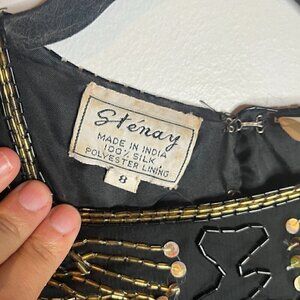 Sténay
MADE IN INDIA
100% SILK
POLYESTER LINING
8